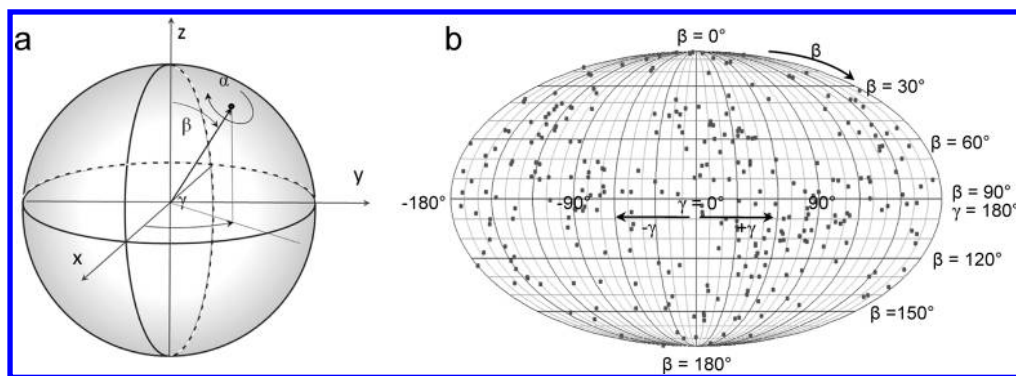 a
z
α
β
y
γ
x
b
β = 0°
β
β = 30°
β = 60°
-180°
-90°
γ = 0°
90°
β = 90°
γ = 180°
-γ
+γ
β = 120°
β =150°
β = 180°